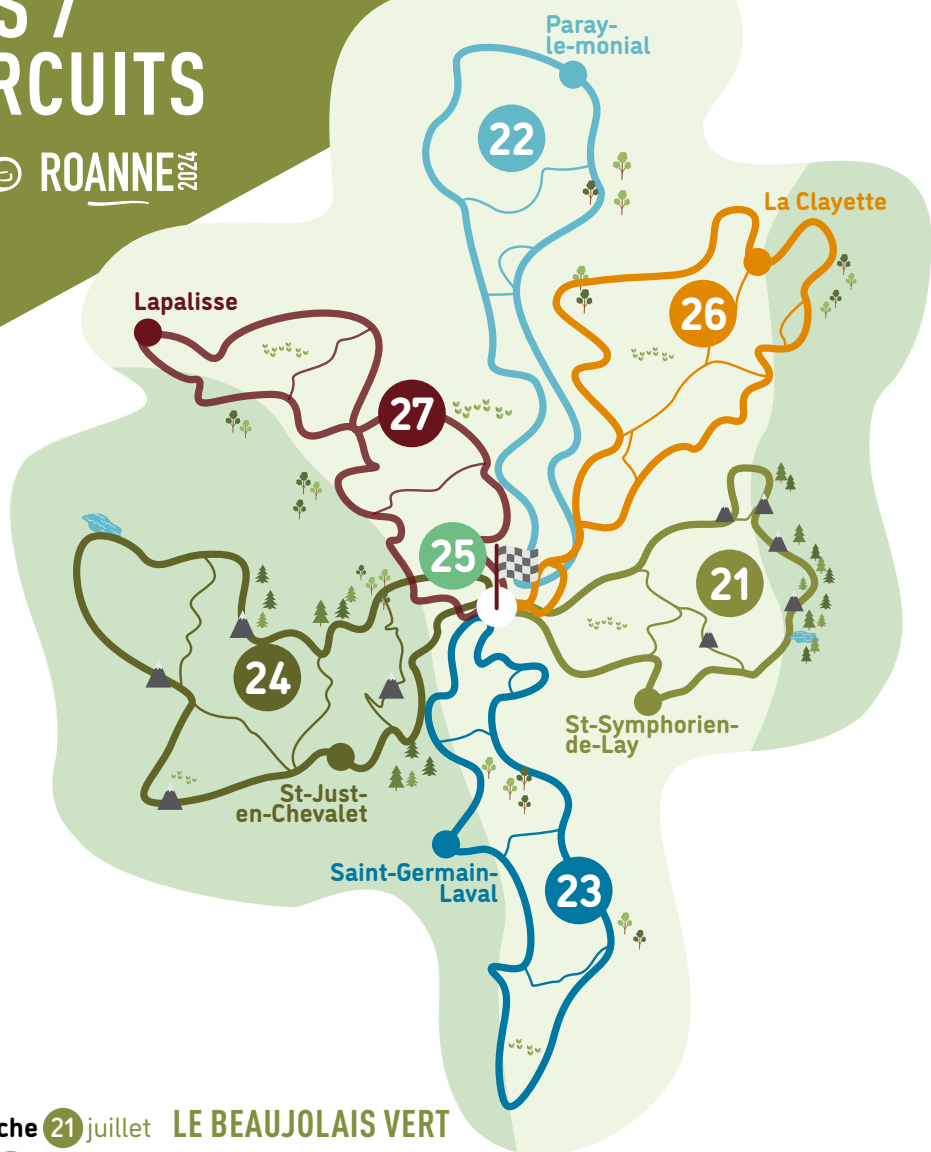 S 7
RCUITS
ROANNE 2024
Paray-
le-monial
22
La Clayette
26
Lapalisse
27
25
21
24
St-Symphorien-
de-Lay
St-Just-
en-Chevalet
Saint-Germain-
Laval
23
che 21 juillet LE BEAUJOLAIS VERT